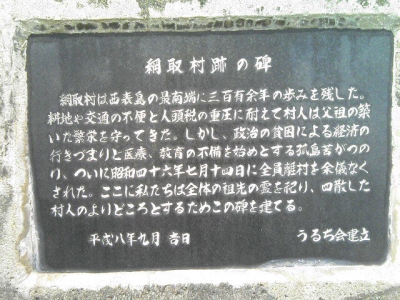 網取村跡の碑
網取村は西表島の最南端に三百有余年の歩みを残した。
耕地や交通の不便と人頭税の重圧に耐えて村人は父祖の築
いた繁栄を守ってきた。しかし、政治の貧困による経済の
行きづまりと医療、教育の不備を始めとする孤島苦がつの
り、ついに昭和四十六年七月十四日に全員離村を余儀なく
された。ここに私たちは全体の祖先の霊を祀り、四散した
村人のよりどころとするためこの碑を建てる。
平成八年九月 吉日 うるち会建立